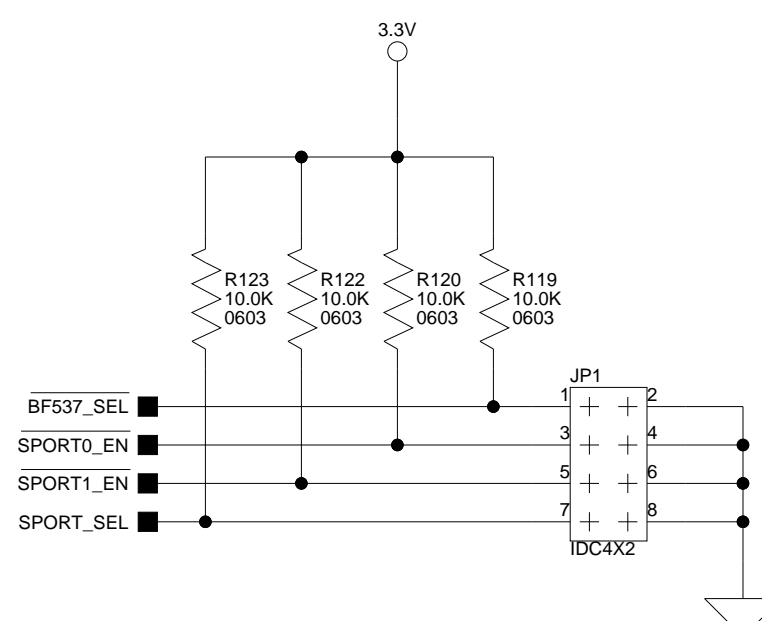 3.3V
R123
10.0K
0603
R122
10.0K
0603
R120
10.0K
0603
R119
10.0K
0603
JP1
BF537_SEL
1
2
SPORT0_EN
3
4
SPORT1_EN
5
6
SPORT_SEL
7
8
IDC4X2